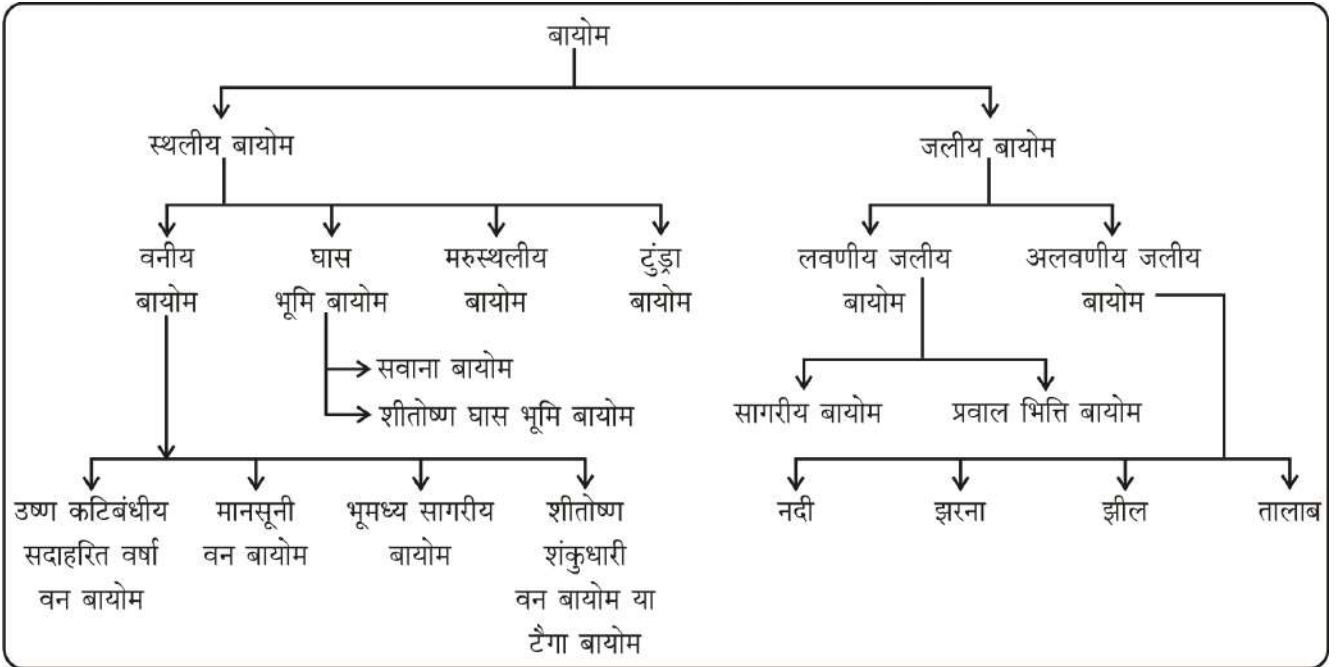 बायोम
स्थलीय बायोम
जलीय बायोम
वनीय
बायोम
घास
भूमि बायोम
मरुस्थलीय
बायोम
टुंड्रा
बायोम
लवणीय जलीय
बायोम
अलवणीय जलीय
बायोम
सवाना बायोम
शीतोष्ण घास भूमि बायोम
सागरीय बायोम
प्रवाल भित्ति बायोम
उष्ण कटिबंधीय
सदाहरित वर्षा
वन बायोम
मानसूनी
वन बायोम
भूमध्य सागरीय
बायोम
शीतोष्ण
शंकुधारी
वन बायोम या
टैगा बायोम
नदी
झरना
झील
तालाब